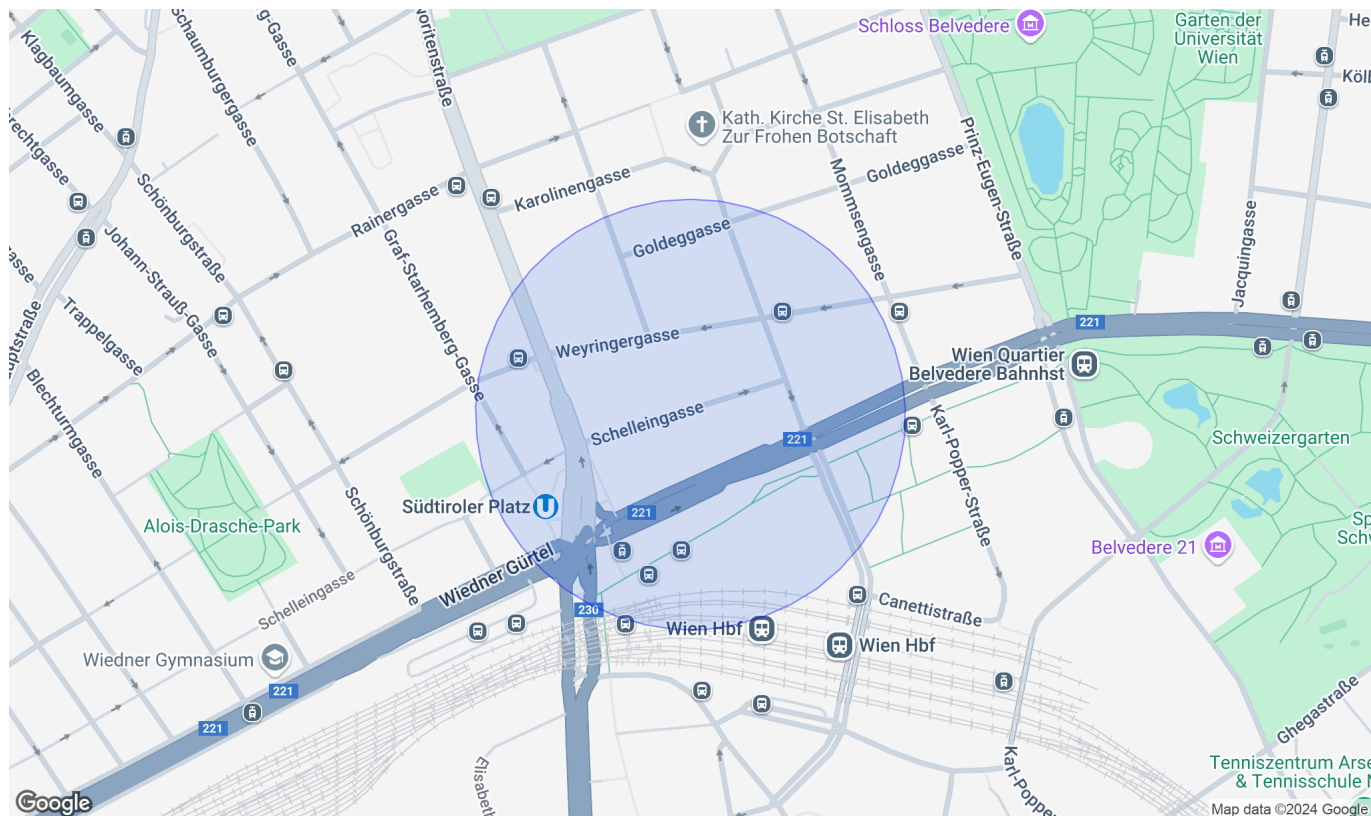 Schloss Belvedere
Garten der
Universität
Wien
Klagbaumgasse
Schaumburgergasse
Kath. Kirche St. Elisabeth
Zur Frohen Botschaft
Prinz-Eugen-Straße
Mommsengasse
Goldeggasse
Karolinengasse
Rainergasse
Schönburgstraße
Johann-Strauß-Gasse
Graf-Starhemberg-Gasse
Goldeggasse
Jacquingasse
Trappelgasse
Blechturmgasse
Weyringergasse
221
Wien Quartier
Belvedere Bahnhst
Schelleingasse
221
Karl-Popper-Straße
Schweizergarten
Südtiroler Platz
221
Alois-Drasche-Park
Schönburgstraße
Belvedere 21
Wiedner Gürtel
Schelleingasse
230
Canettistraße
Wien Hbf
Wien Hbf
Wiedner Gymnasium
221
221
Ghegastraße
Karl-Popper
Elisabeth
Tenniszentrum Arse
& Tennisschule
Google
Map data ©2024 Google